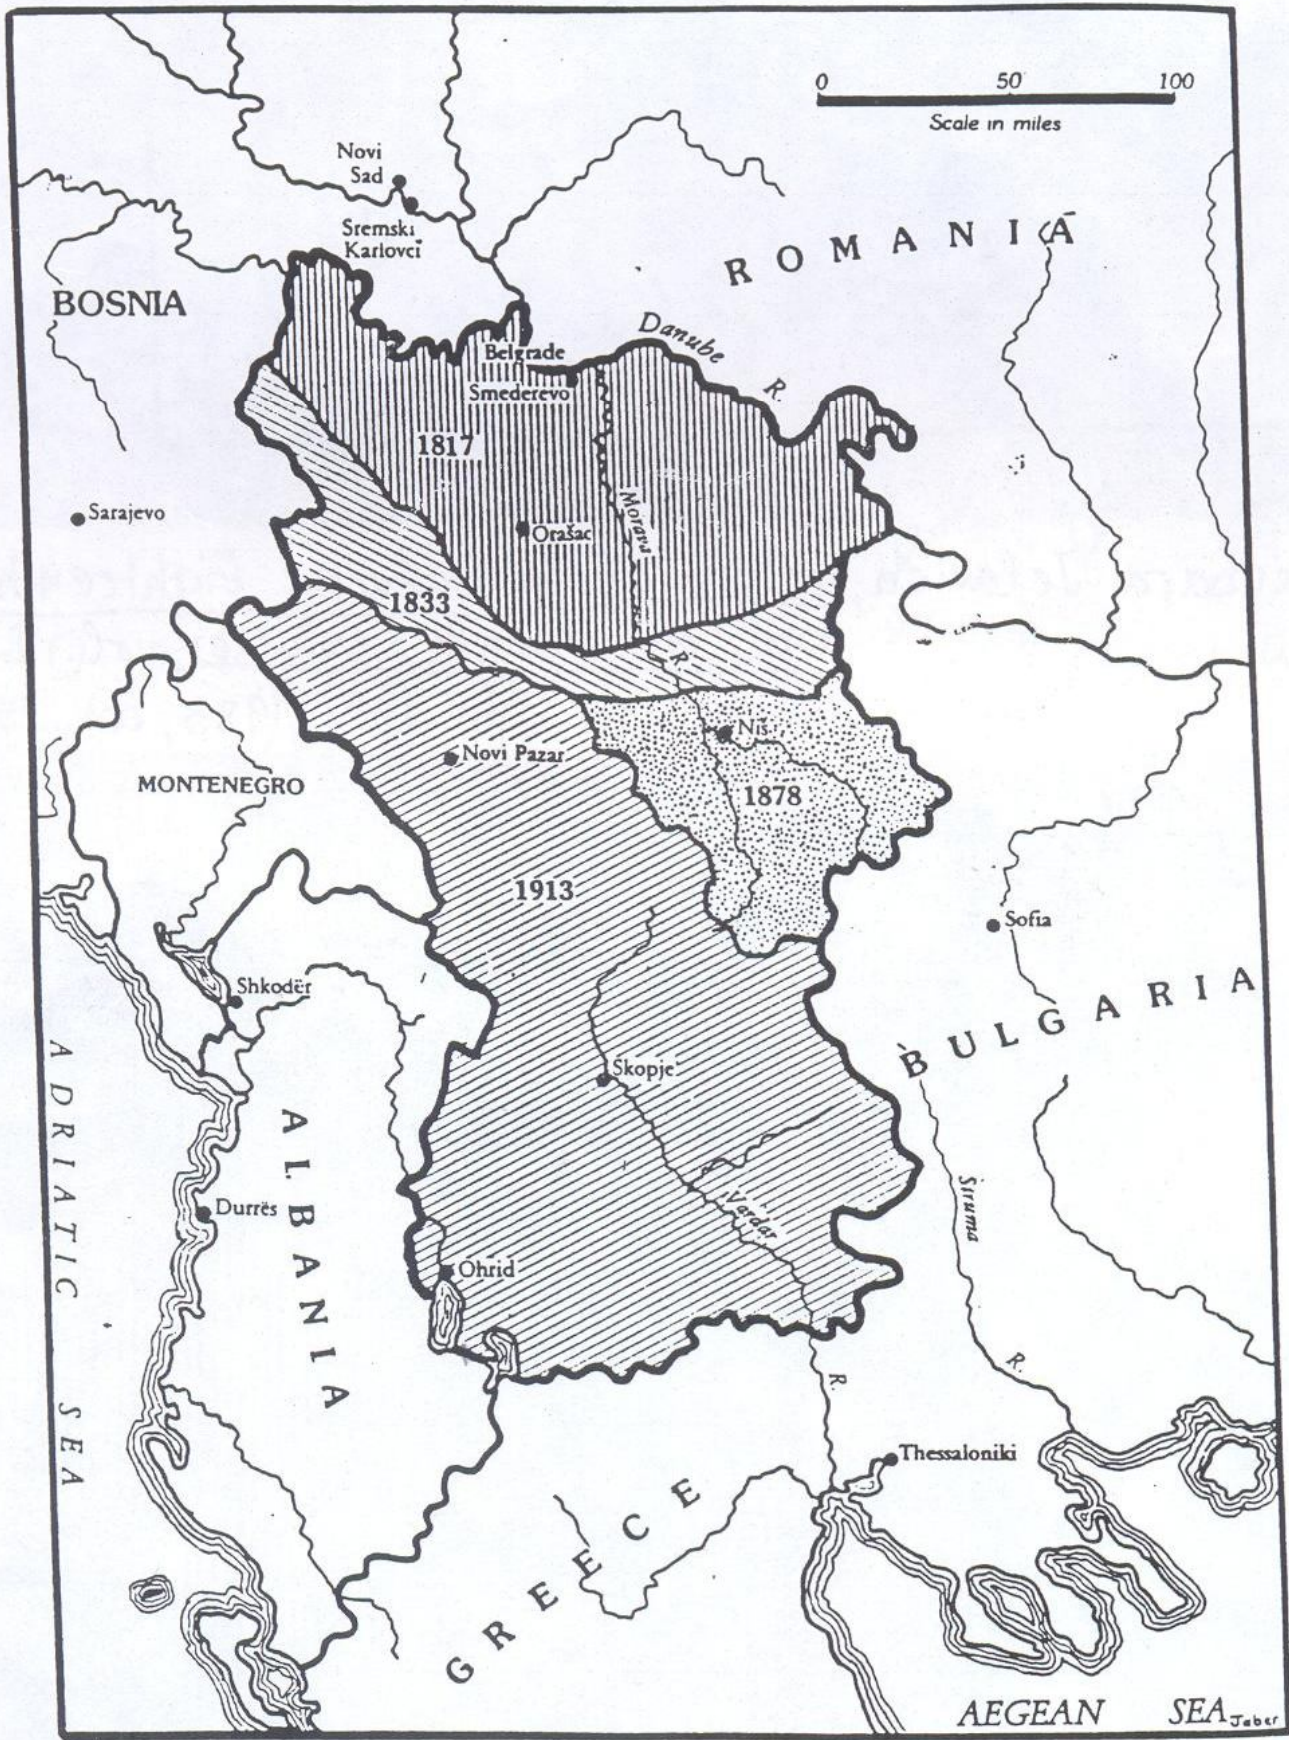 0 50 100
Scale in miles
Novi
Sad
Sremski
Karlovci
ROMANIA
BOSNIA
Danube
R.
Belgrade
Smederevo
1817
Sarajevo
Morava
Orašac
1833
R.
Niš
Novi Pazar
MONTENEGRO
1878
1913
Sofia
Shkodër
BULGARIA
ADRIATIC SEA
Skopje
ALBANIA
Struma
Durrës
Vardar
Ohrid
R.
R.
Thessaloniki
GREECE
AEGEAN SEA
Jaber